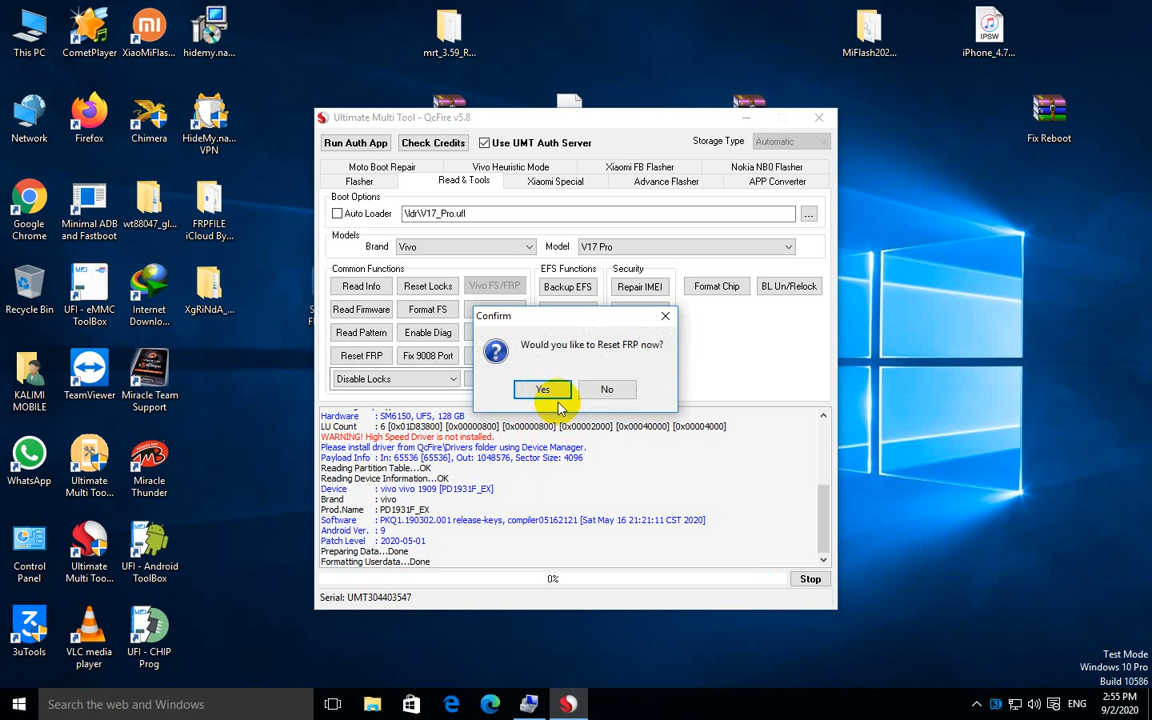 This PC
CometPlayer
XiaoMiFlas...
hidemy.na...
mrt_3.59_R...
MiFlash202...
IPSW
iPhone_4.7...
Network
Firefox
Chimera
HideMy.na...
VPN
Fix Reboot
Google
Chrome
Minimal ADB
and Fastboot
wt88047_gl...
FRPFILE
iCloud By...
Recycle Bin
UFI - eMMC
ToolBox
Internet
Downlo...
XgRiNdA_...
KALIMI
MOBILE
TeamViewer
Miracle Team
Support
WhatsApp
Ultimate
Multi Too...
Miracle
Thunder
Control
Panel
Ultimate
Multi Too...
UFI - Android
ToolBox
3uTools
VLC media
player
UFI - CHIP
Prog
Ultimate Multi Tool - QcFire v5.8
Run Auth App
Check Credits
Use UMT Auth Server
Storage Type
Automatic
Moto Boot Repair
Vivo Heuristic Mode
Xiaomi FB Flasher
Nokia NB0 Flasher
Flasher
Read & Tools
Xiaomi Special
Advance Flasher
APP Converter
Boot Options
Auto Loader
\ldr\V17_Pro.ufl
...
Models
Brand
Vivo
Model
V17 Pro
Common Functions
EFS Functions
Security
Read Info
Reset Locks
Vivo FS/FRP
Backup EFS
Repair IMEI
Format Chip
BL Un/Relock
Read Firmware
Format FS
Read Pattern
Enable Diag
Reset FRP
Fix 9008 Port
Disable Locks
Confirm
Would you like to Reset FRP now?
Yes
No
Hardware : SM6150, UFS, 128 GB
LU Count : 6 [0x01D83800] [0x00000800] [0x00000800] [0x00002000] [0x00040000] [0x00004000]
WARNING! High Speed Driver is not installed.
Please install driver from QcFire\Drivers folder using Device Manager.
Payload Info : In: 65536 [65536], Out: 1048576, Sector Size: 4096
Reading Partition Table...OK
Reading Device Information...OK
Device : vivo vivo 1909 [PD1931F_EX]
Brand : vivo
Prod.Name : PD1931F_EX
Software : PKQ1.190302.001 release-keys, compiler05162121 [Sat May 16 21:21:11 CST 2020]
Android Ver. : 9
Patch Level : 2020-05-01
Preparing Data...Done
Formatting Userdata...Done
0%
Stop
Serial: UMT304403547
Test Mode
Windows 10 Pro
Build 10586
Search the web and Windows
ENG
2:55 PM
9/2/2020